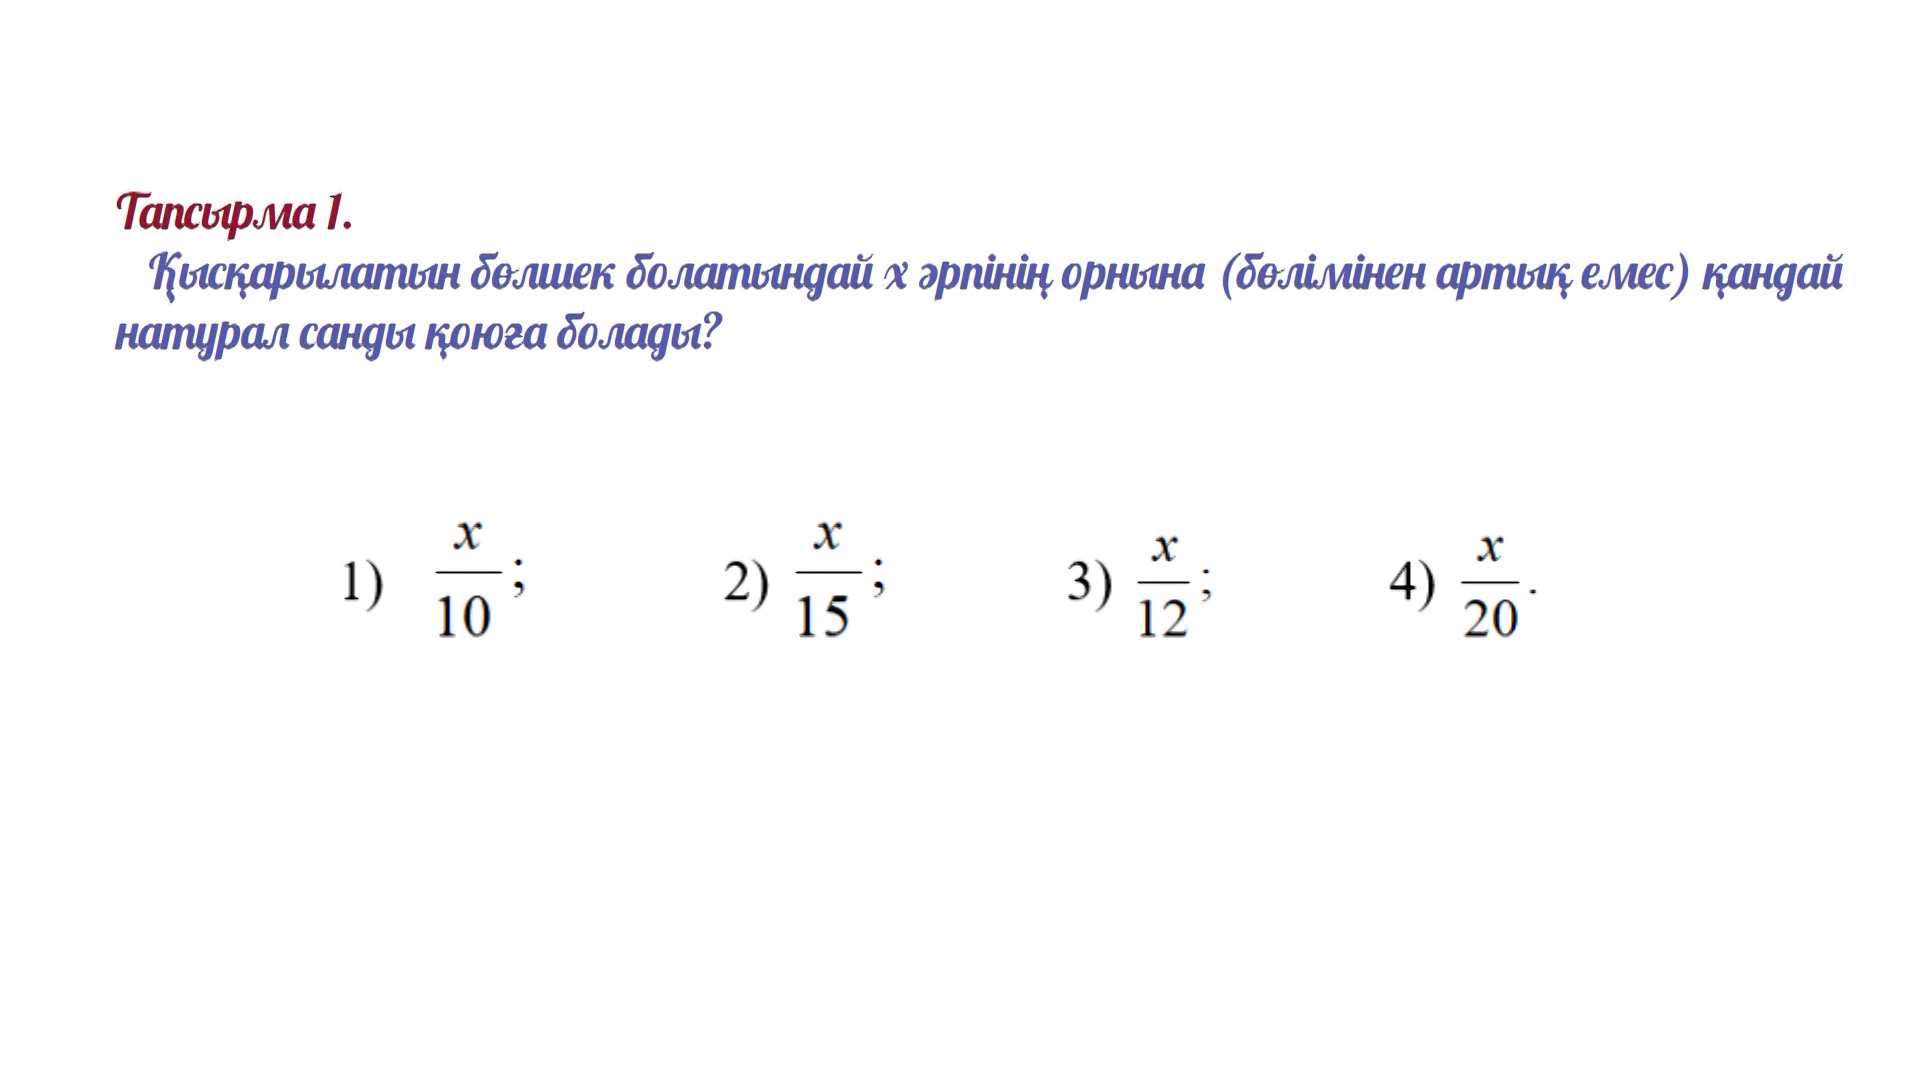 Тапсырма 1.
Қысқарылатын бөлшек болатындай x әрпінің орнына (бөлімінен артық емес) қандай
натурал санды қоюға болады?
1) x/10; 2) x/15; 3) x/12; 4) x/20.